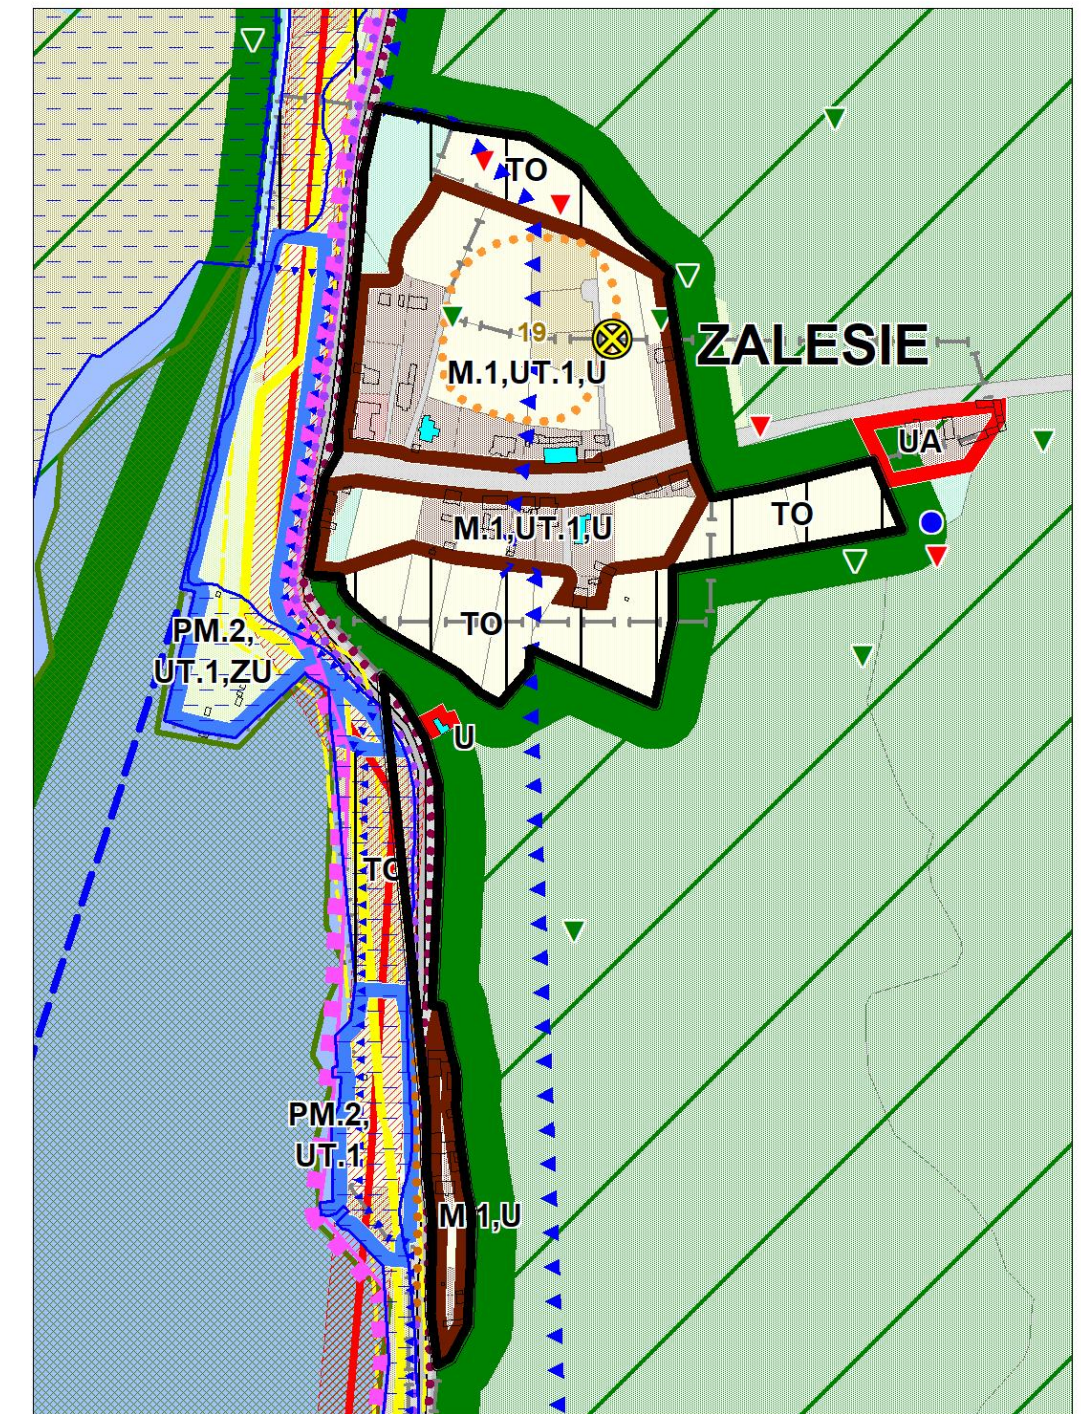 TO
19
ZALESIE
M.1,UT.1,U
UA
TO
M.1,UT.1,U
TO
PM.2,
UT.1,ZU
U
TO
PM.2,
UT.1
M.1,U